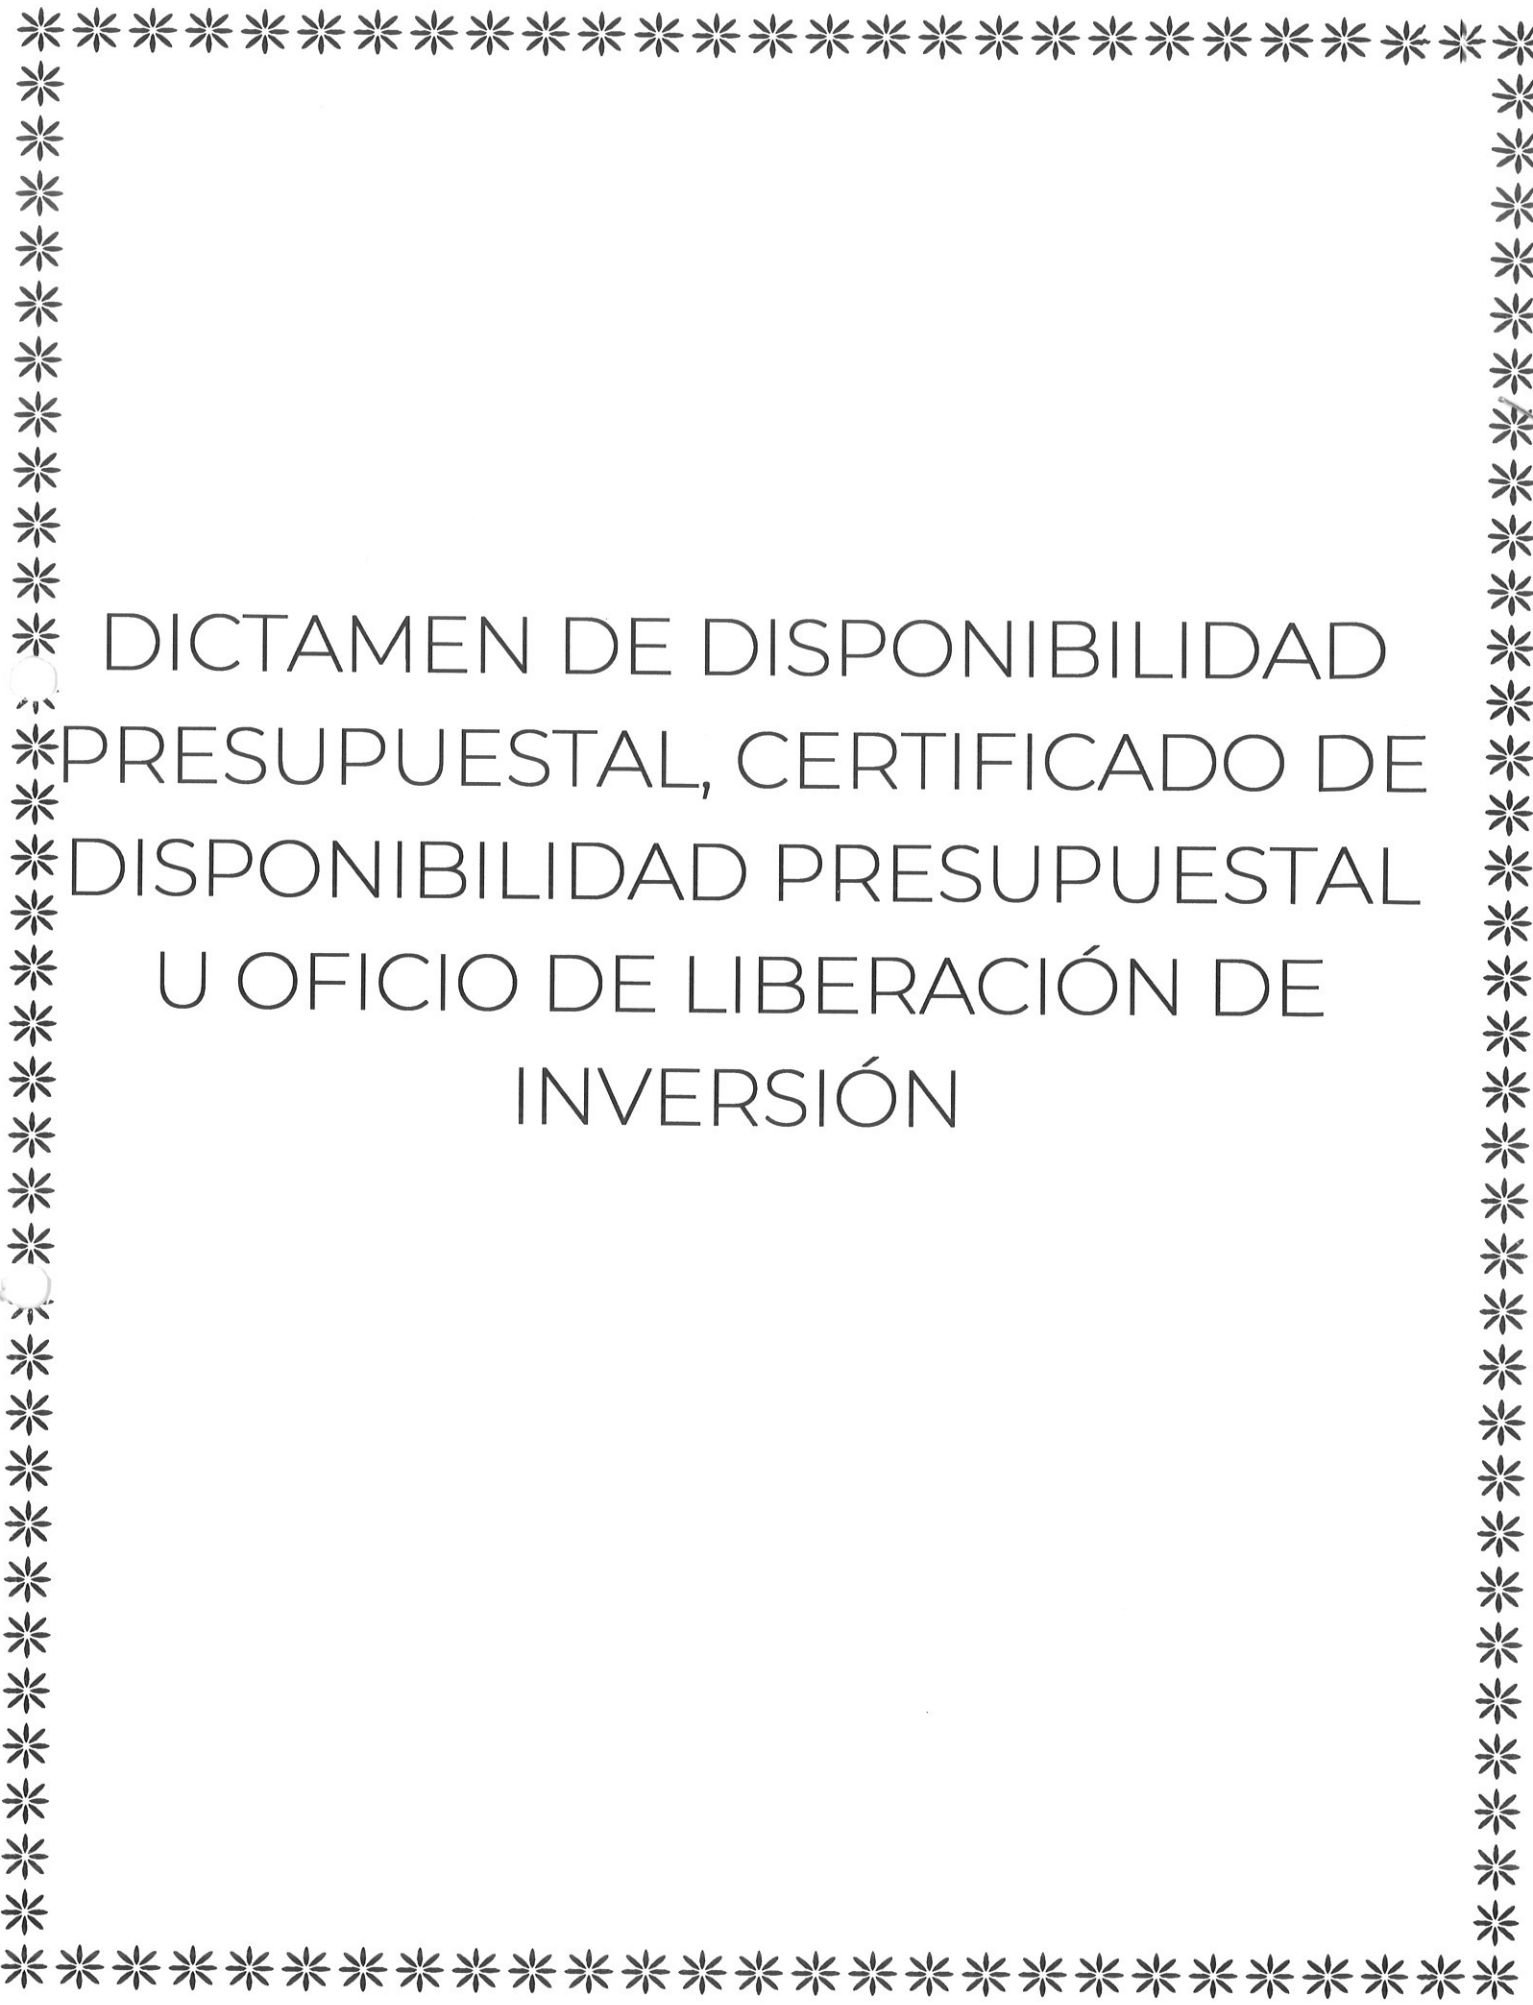 DICTAMEN DE DISPONIBILIDAD
PRESUPUESTAL, CERTIFICADO DE
DISPONIBILIDAD PRESUPUESTAL
U OFICIO DE LIBERACIÓN DE
INVERSIÓN